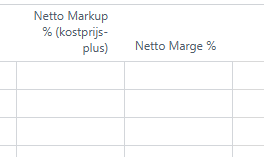 Netto Markup
% (kostprijs-
plus)
Netto Marge %